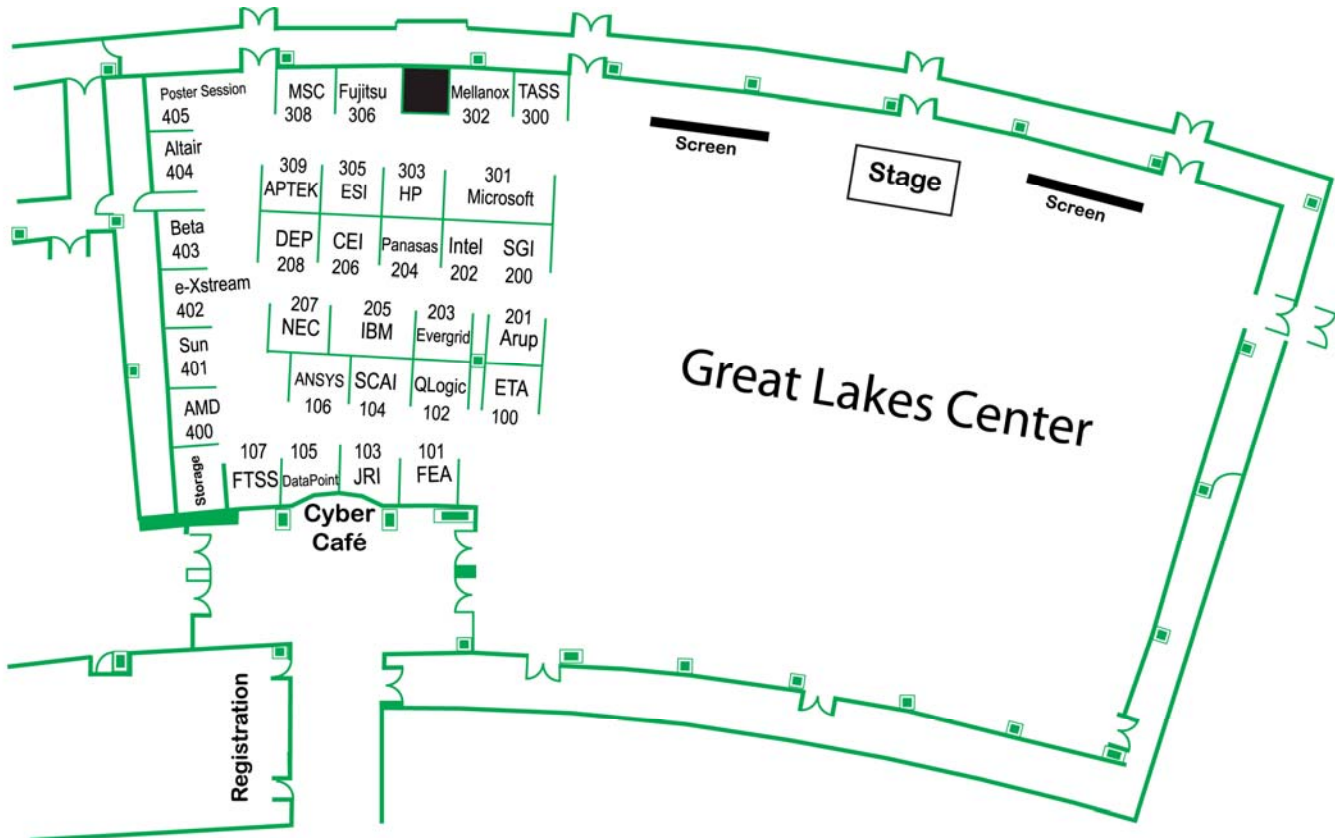 Poster Session
405
Altair
404
Beta
403
e-Xstream
402
Sun
401
AMD
400
Storage
MSC
308
Fujitsu
306
Mellanox
302
TASS
300
309
APTEK
305
ESI
303
HP
301
Microsoft
DEP
208
CEI
206
Panasas
204
Intel
202
SGI
200
207
NEC
205
IBM
203
Evergrid
201
Arup
ANSYS
106
SCAI
104
QLogic
102
ETA
100
107
FTSS
105
DataPoint
103
JRI
101
FEA
Cyber
Café
Registration
Screen
Stage
Screen
Great Lakes Center